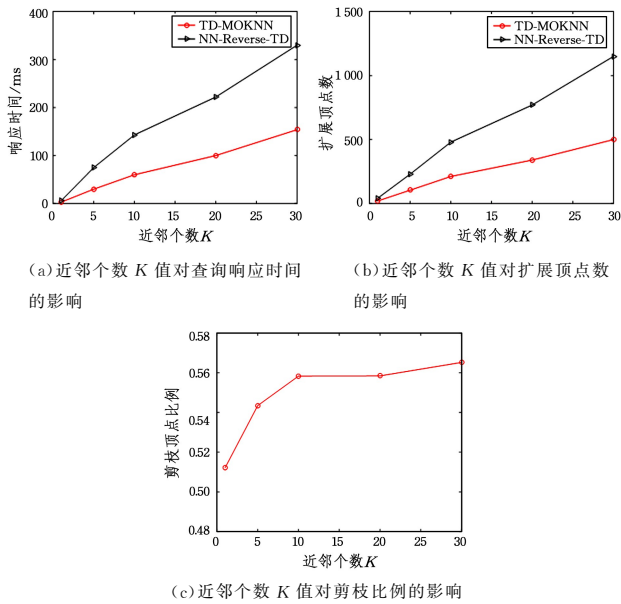 400
300
200
100
0
响应时间/ms
TD-MOKNN
NN-Reverse-TD
0 5 10 15 20 25 30
近邻个数K
(a)近邻个数 K 值对查询响应时间
的影响
1 500
1 000
500
0
扩展顶点数
TD-MOKNN
NN-Reverse-TD
0 5 10 15 20 25 30
近邻个数K
(b)近邻个数 K 值对扩展顶点数
的影响
0.58
0.56
0.54
0.52
0.50
0.48
剪枝顶点比例
0 5 10 15 20 25 30
近邻个数K
(c)近邻个数 K 值对剪枝比例的影响